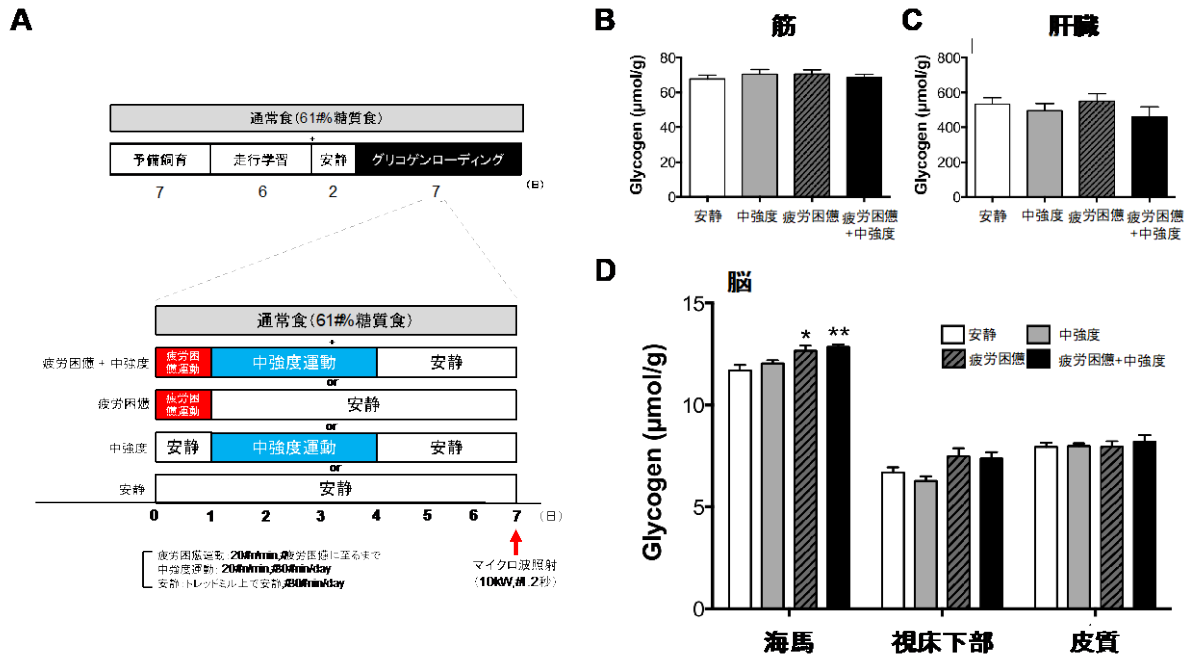 A
通常食(61#%糖質食)
+
予備飼育 走行学習 安静 グリコゲンローディング
7 6 2 7 (日)
通常食(61#%糖質食)
+
疲労困憊 + 中強度 疲労困憊運動 中強度運動 安静
or
疲労困憊 疲労困憊運動 安静
or
中強度 安静 中強度運動 安静
or
安静 安静
0 1 2 3 4 5 6 7 (日)
マイクロ波照射
(10kW,#1.2秒)
B 筋
Glycogen (μmol/g)
80
60
40
20
0
安静 中強度 疲労困憊 疲労困憊
+中強度
C 肝臓
Glycogen (μmol/g)
800
600
400
200
0
安静 中強度 疲労困憊 疲労困憊
+中強度
D 脳
Glycogen (μmol/g)
15
10
5
0
* **
安静 中強度
疲労困憊 疲労困憊+中強度
海馬 視床下部 皮質